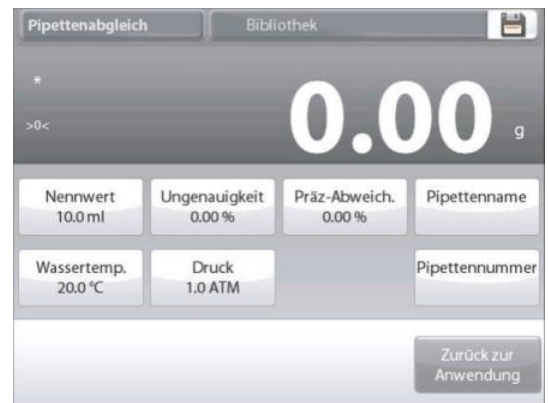 Pipettenabgleich
Bibliothek
*
>0<
0.00 g
Nennwert
10.0 ml
Ungenauigkeit
0.00 %
Präz-Abweich.
0.00 %
Pipettenname
Wassertemp.
20.0 °C
Druck
1.0 ATM
Pipettennummer
Zurück zur
Anwendung